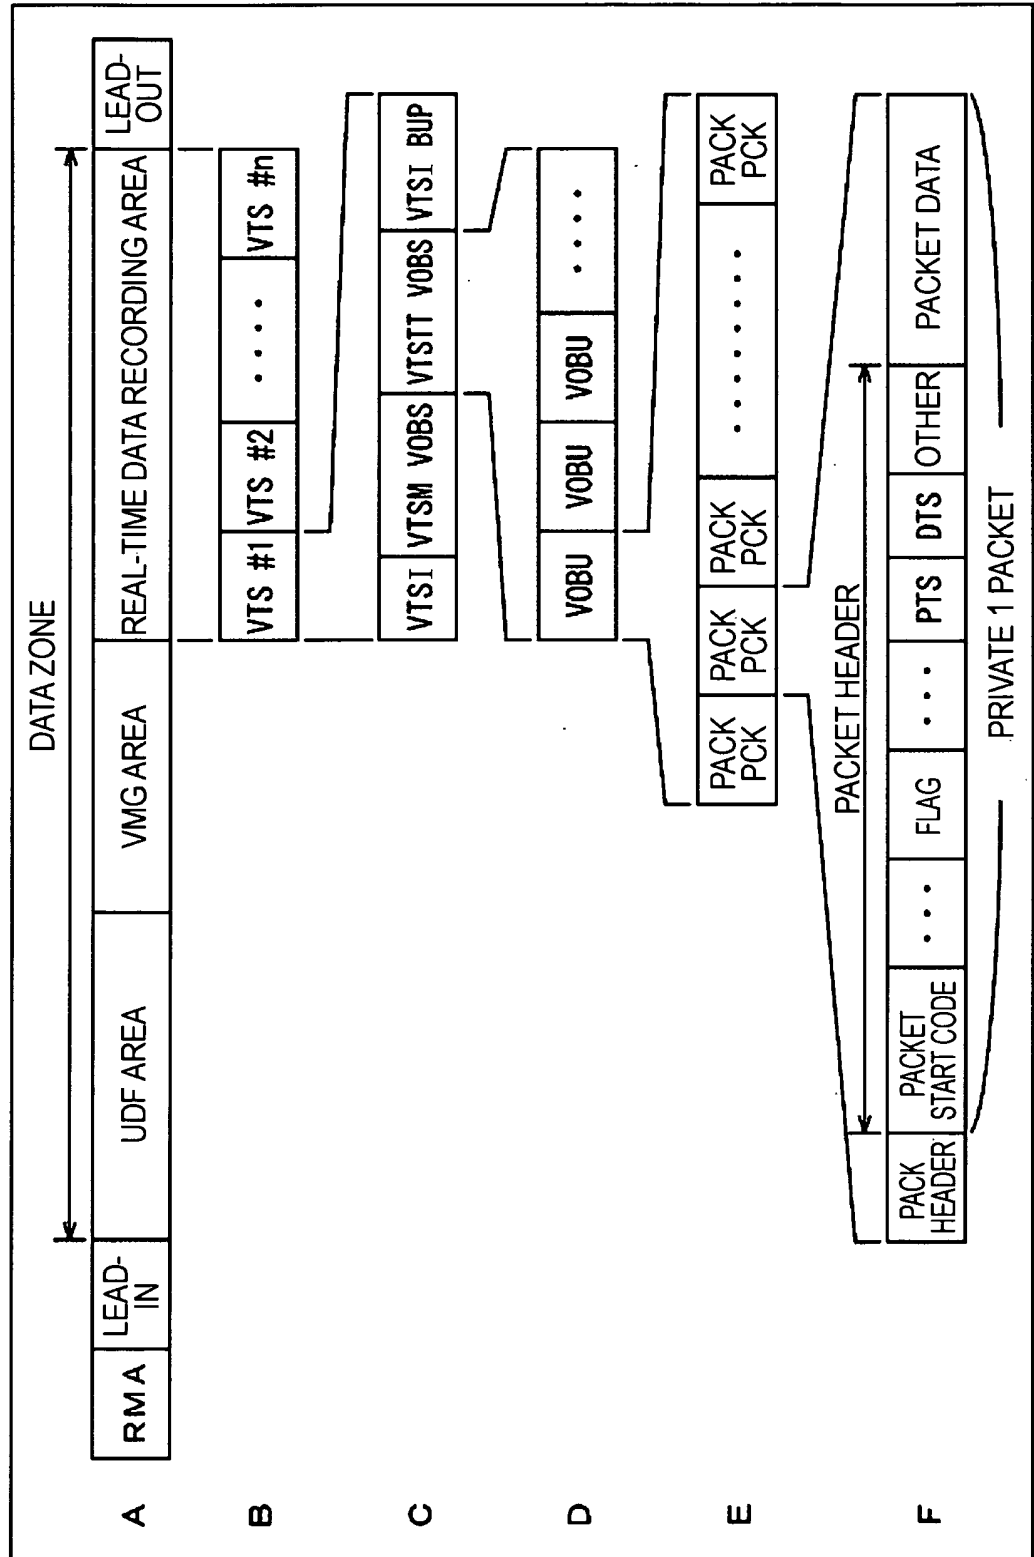 DATA ZONE
A
RMA
LEAD-
IN
UDF AREA
VMG AREA
REAL-TIME DATA RECORDING AREA
LEAD-
OUT
B
VTS #1
VTS #2
....
VTS #n
C
VTSI
VTSM VOBS
VTSTT VOBS
VTSI BUP
D
VOBU
VOBU
VOBU
....
E
PACK
PCK
PACK
PCK
PACK
PCK
........
PACK
PCK
PACKET HEADER
F
PACK
HEADER
PACKET
START CODE
...
FLAG
...
PTS
DTS
OTHER
PACKET DATA
PRIVATE 1 PACKET